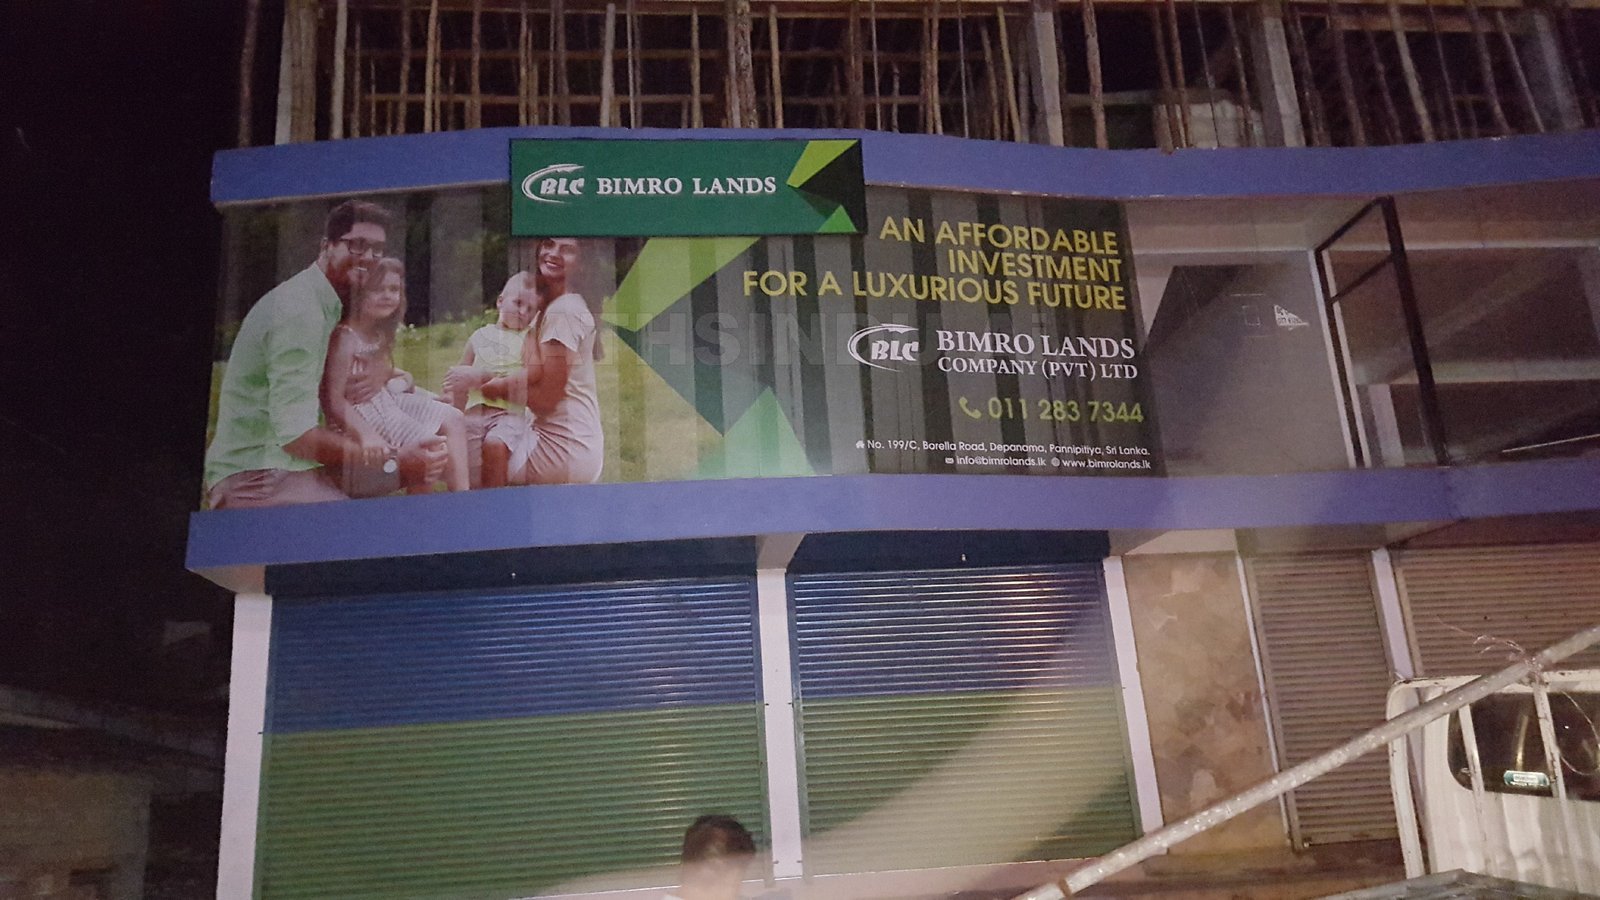 BLC BIMRO LANDS
AN AFFORDABLE
INVESTMENT
FOR A LUXURIOUS FUTURE
BLC BIMRO LANDS
COMPANY (PVT) LTD
011 283 7344
No. 199/C, Borella Road, Depanama, Pannipitiya, Sri Lanka.
info@bimrolands.lk www.bimrolands.lk